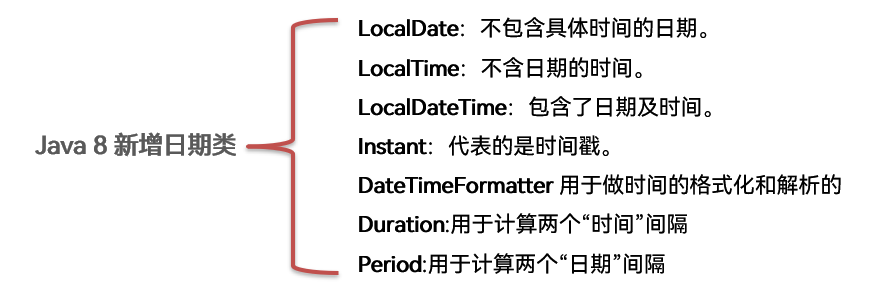 Java 8 新增日期类
LocalDate：不包含具体时间的日期。
LocalTime：不含日期的时间。
LocalDateTime：包含了日期及时间。
Instant：代表的是时间戳。
DateTimeFormatter 用于做时间的格式化和解析的
Duration:用于计算两个“时间”间隔
Period:用于计算两个“日期”间隔